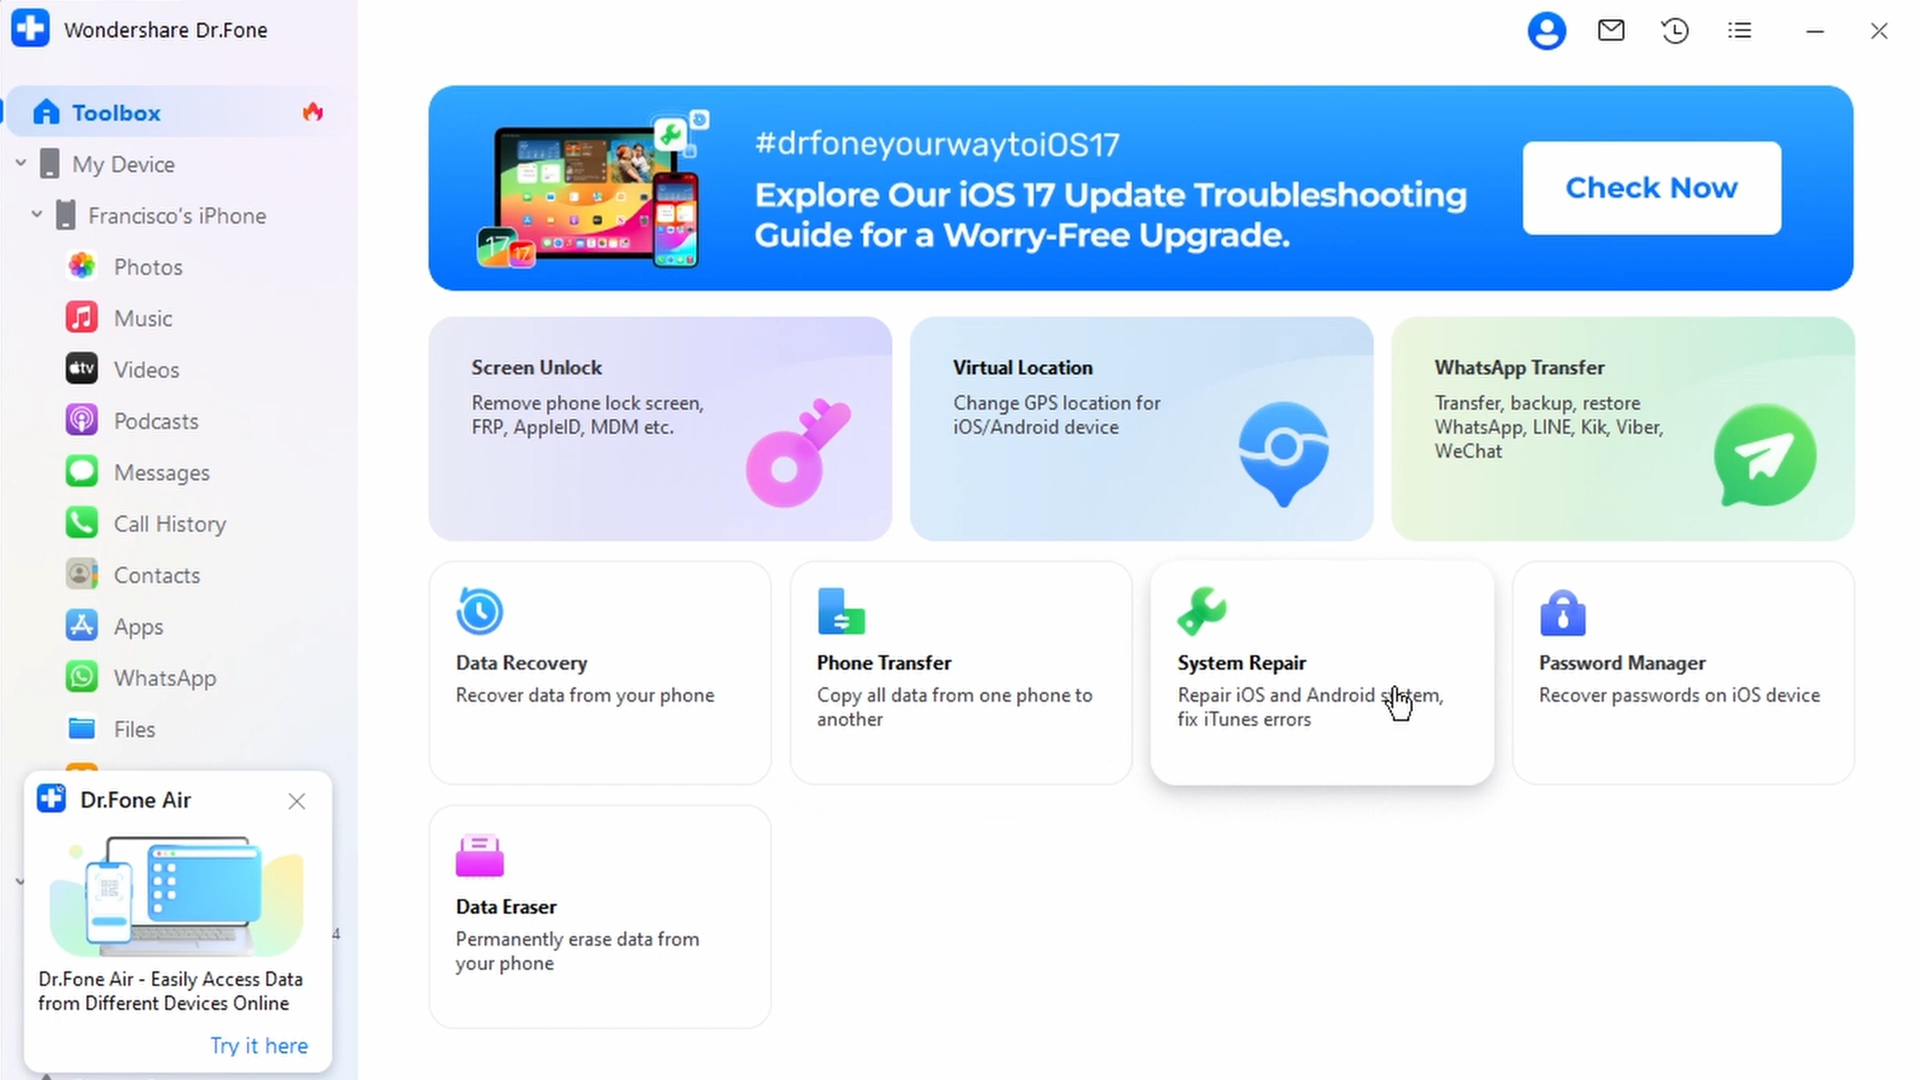 Wondershare Dr.Fone
Toolbox
My Device
Francisco's iPhone
Photos
Music
tv
Videos
Podcasts
Messages
Call History
Contacts
Apps
WhatsApp
Files
4
Dr.Fone Air
Dr.Fone Air - Easily Access Data
from Different Devices Online
Try it here
17
17
#drfoneyourwaytoiOS17
Explore Our iOS 17 Update Troubleshooting
Guide for a Worry-Free Upgrade.
Check Now
Screen Unlock
Remove phone lock screen,
FRP, AppleID, MDM etc.
Virtual Location
Change GPS location for
iOS/Android device
WhatsApp Transfer
Transfer, backup, restore
WhatsApp, LINE, Kik, Viber,
WeChat
Data Recovery
Recover data from your phone
Phone Transfer
Copy all data from one phone to
another
System Repair
Repair iOS and Android system,
fix iTunes errors
Password Manager
Recover passwords on iOS device
Data Eraser
Permanently erase data from
your phone